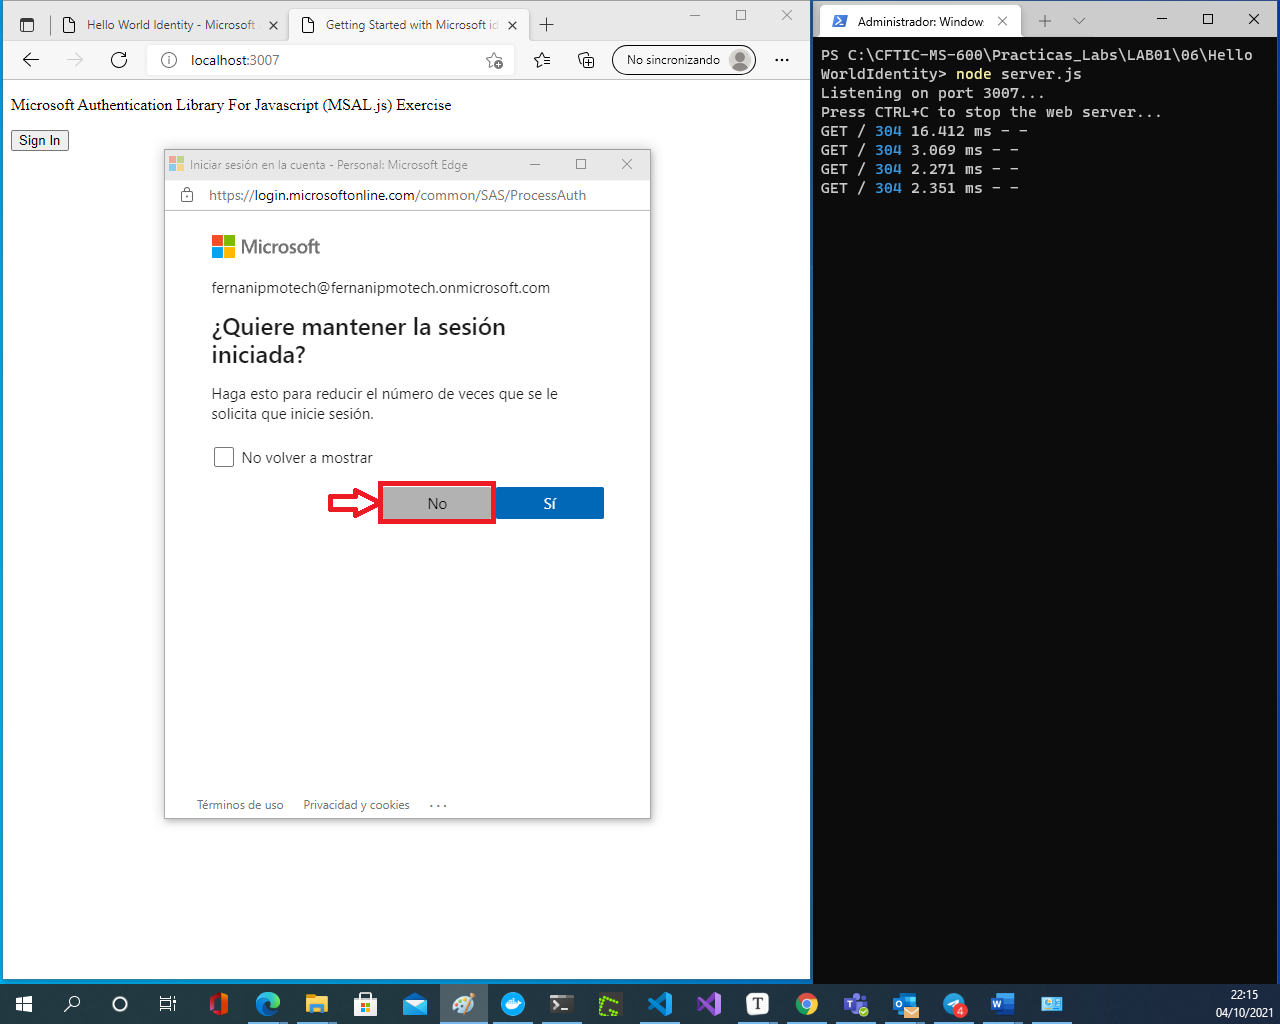 Hello World Identity - Microsoft
Getting Started with Microsoft id
localhost:3007
No sincronizando
Microsoft Authentication Library For Javascript (MSAL.js) Exercise
Sign In
Iniciar sesión en la cuenta - Personal: Microsoft Edge
https://login.microsoftonline.com/common/SAS/ProcessAuth
Microsoft
fernanipmotech@fernanipmotech.onmicrosoft.com
¿Quiere mantener la sesión
iniciada?
Haga esto para reducir el número de veces que se le
solicita que inicie sesión.
No volver a mostrar
No
Sí
Términos de uso
Privacidad y cookies
Administrador: Windows
PS C:\CFTIC-MS-600\Practicas_Labs\LAB01\06\Hello
WorldIdentity> node server.js
Listening on port 3007...
Press CTRL+C to stop the web server...
GET / 304 16.412 ms - -
GET / 304 3.069 ms - -
GET / 304 2.271 ms - -
GET / 304 2.351 ms - -
T
4
22:15
04/10/2021